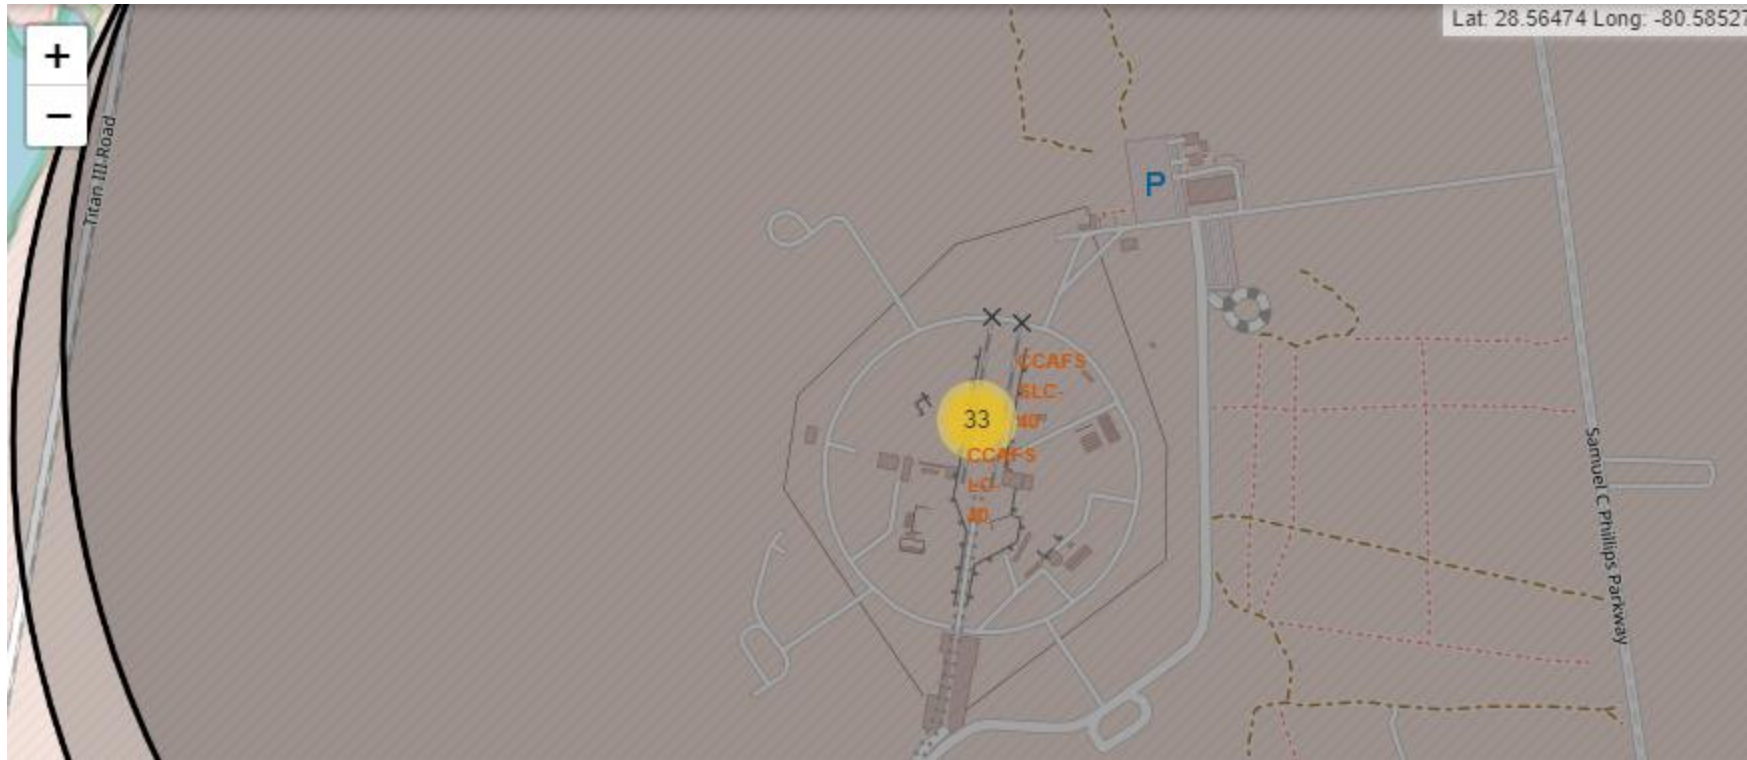 +
Lat: 28.56474 Long: -80.58527
−
Titan III Road
P
CCAFS
SLC-
40
33
CCAFS
LC-
40
Samuel C Phillips Parkway